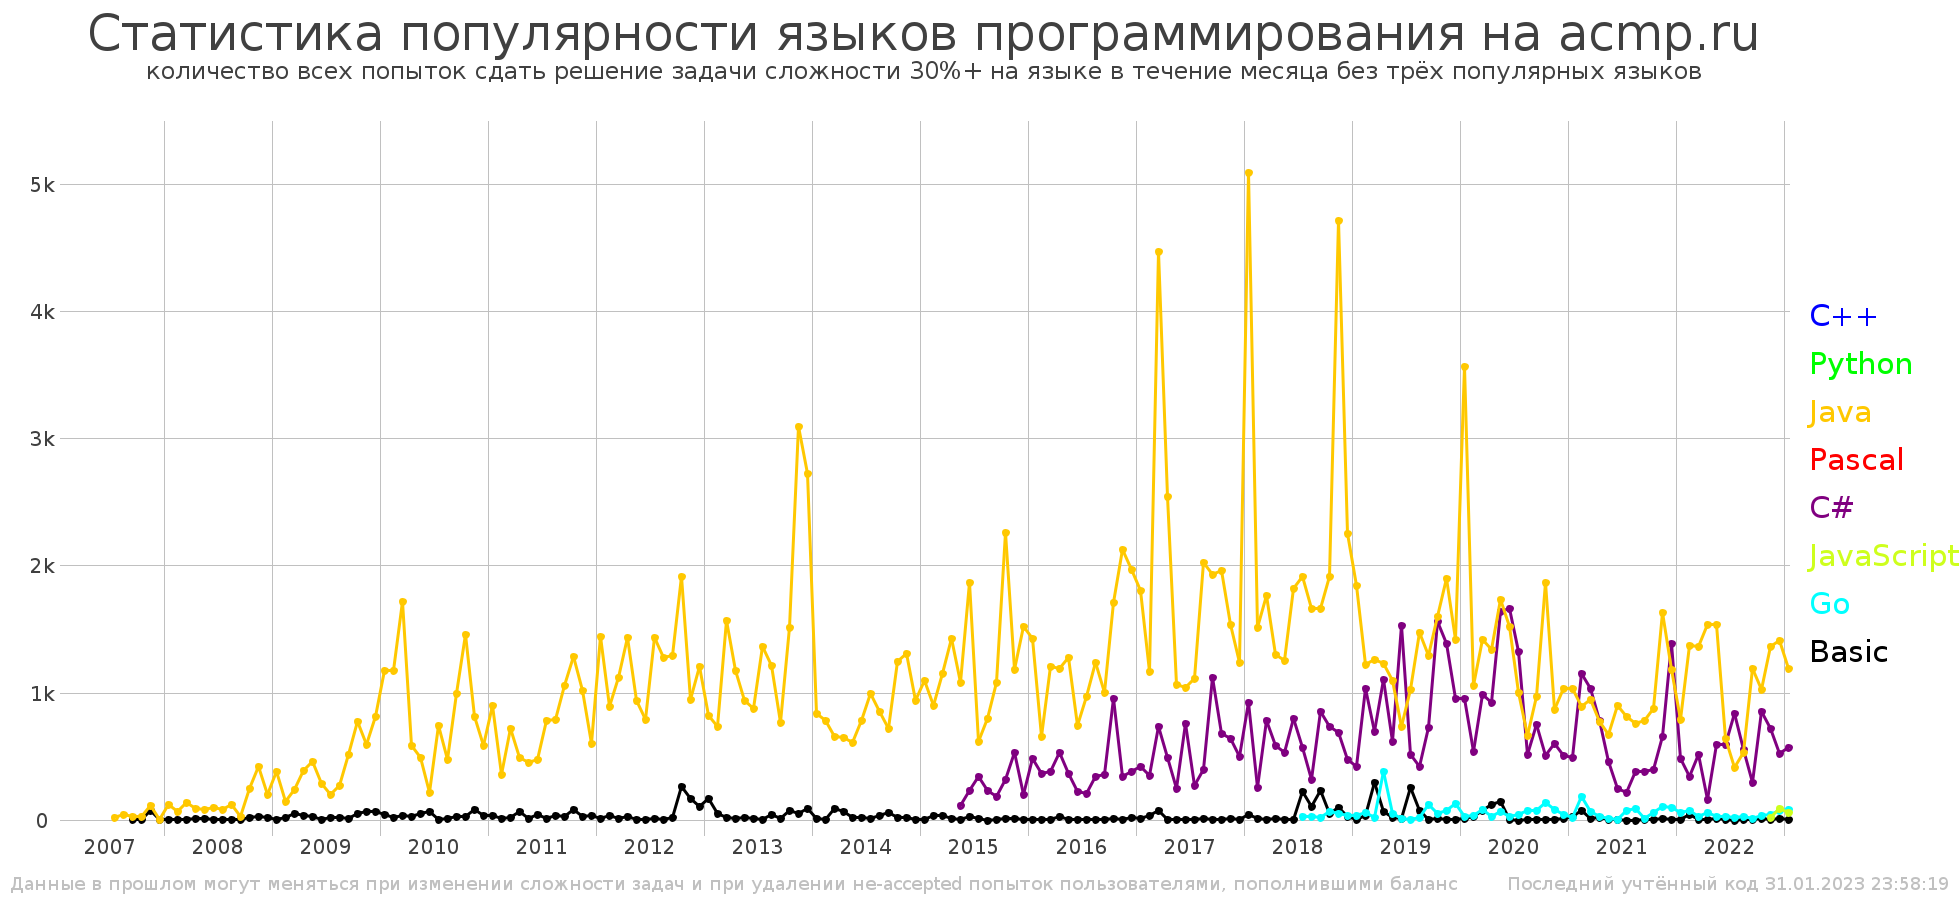 Статистика популярности языков программирования на acmp.ru
количество всех попыток сдать решение задачи сложности 30%+ на языке в течение месяца без трёх популярных языков
5k
4k
3k
2k
1k
0
C++
Python
Java
Pascal
C#
JavaScript
Go
Basic
2007 2008 2009 2010 2011 2012 2013 2014 2015 2016 2017 2018 2019 2020 2021 2022
Данные в прошлом могут меняться при изменении сложности задач и при удалении не-accepted попыток пользователями, пополнившими баланс
Последний учтённый код 31.01.2023 23:58:19